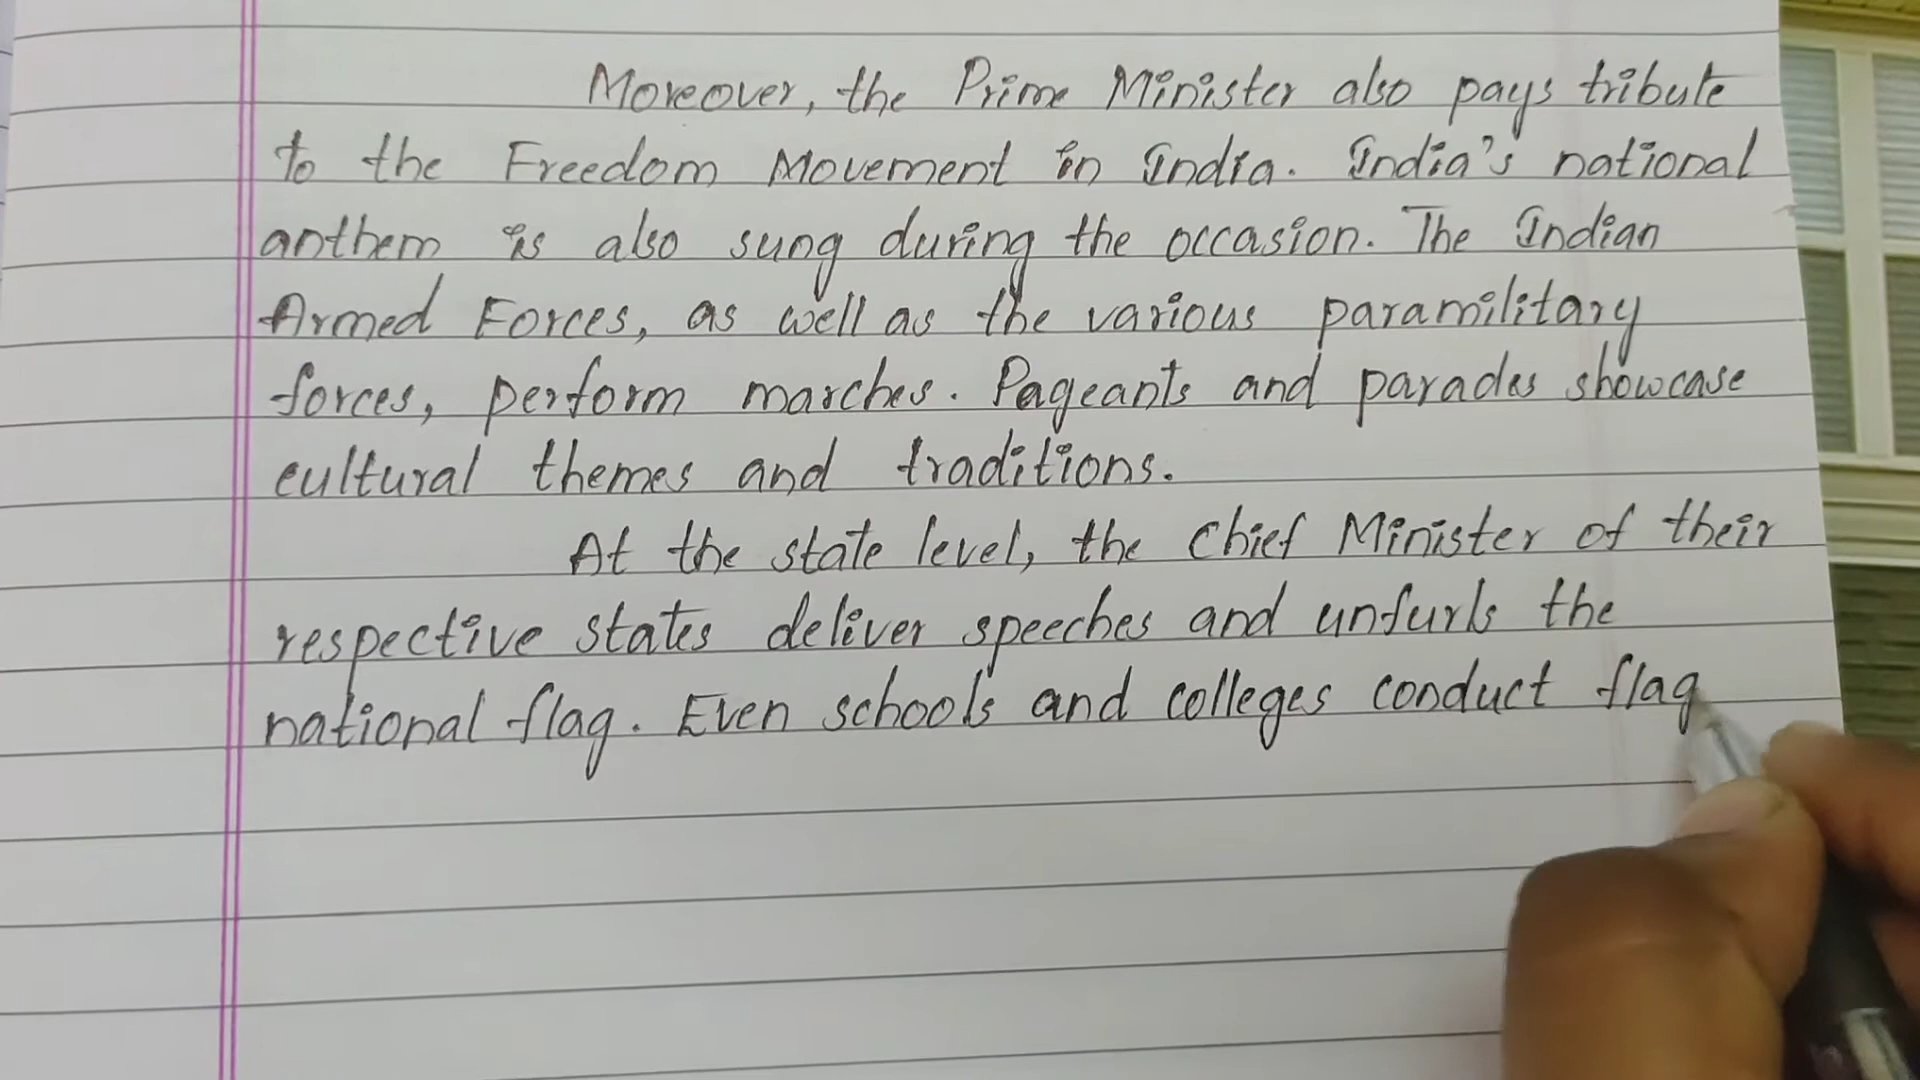 Moreover, the Prime Minister also pays tribute
to the Freedom Movement in India. India's national
anthem is also sung during the occasion. The Indian
Armed Forces, as well as the various paramilitary
forces, perform marches. Pageants and parades showcase
cultural themes and traditions.
At the state level, the Chief Minister of their
respective states deliver speeches and unfurls the
national flag. Even schools and colleges conduct flag